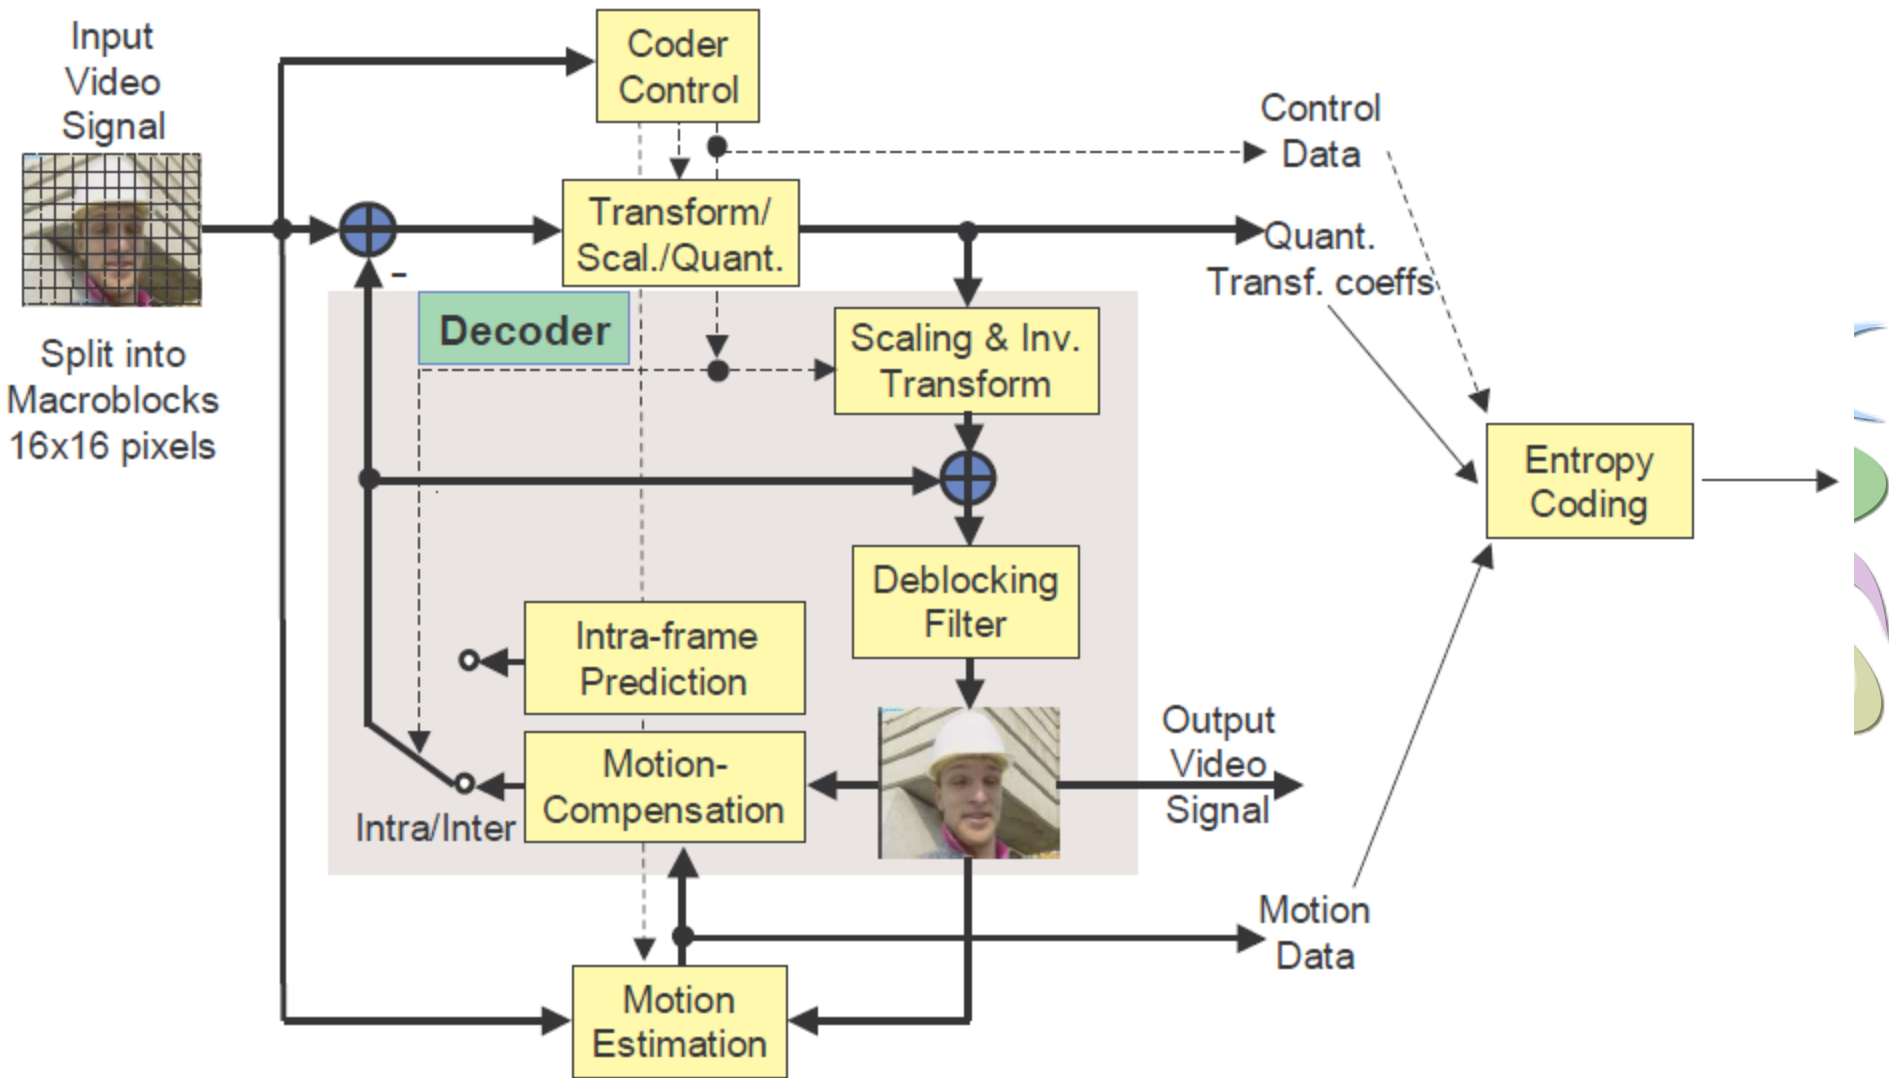 Input
Video
Signal
Coder
Control
Control
Data
Transform/
Scal./Quant.
Quant.
Transf. coeffs
-
Decoder
Scaling & Inv.
Transform
Split into
Macroblocks
16x16 pixels
Entropy
Coding
Deblocking
Filter
Intra-frame
Prediction
Motion-
Compensation
Intra/Inter
Output
Video
Signal
Motion
Data
Motion
Estimation